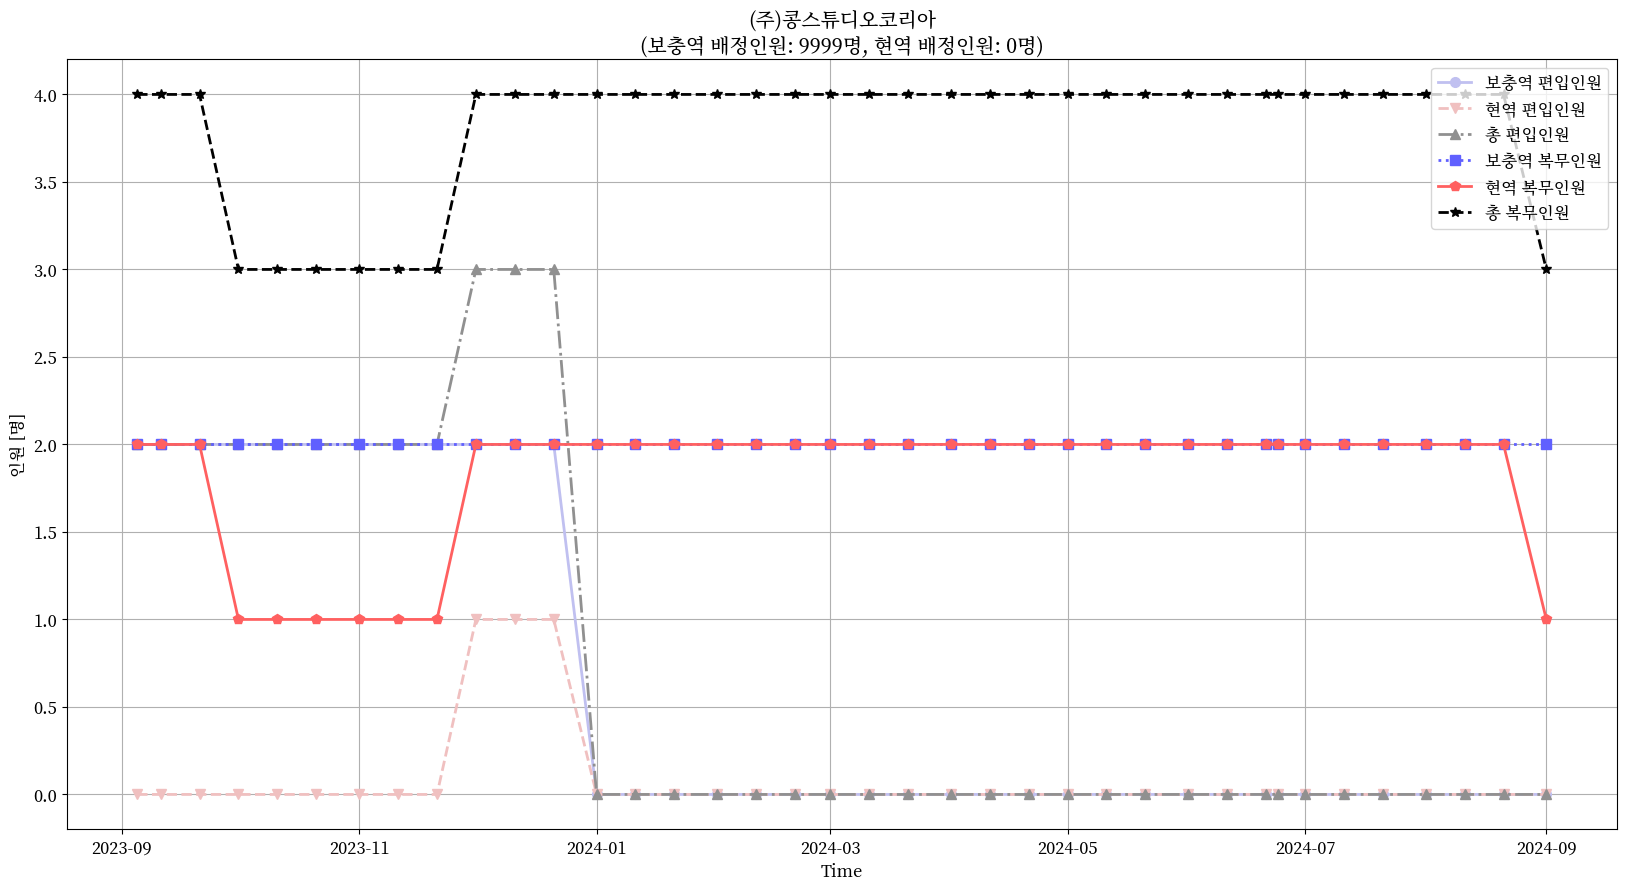 (주)콩스튜디오코리아
(보충역 배정인원: 9999명, 현역 배정인원: 0명)
보충역 편입인원
현역 편입인원
총 편입인원
보충역 복무인원
현역 복무인원
총 복무인원
인원 [명]
4.0
3.5
3.0
2.5
2.0
1.5
1.0
0.5
0.0
2023-09
2023-11
2024-01
2024-03
2024-05
2024-07
2024-09
Time